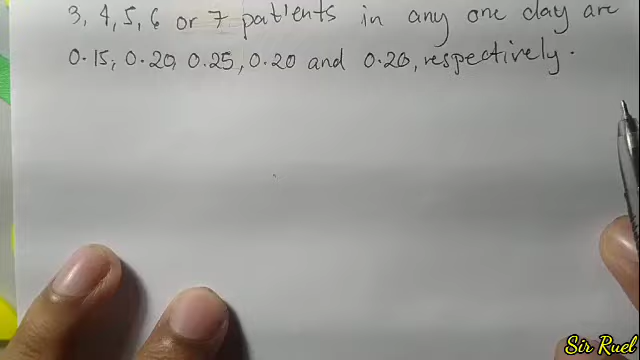 3, 4, 5, 6 or 7 patients in any one day are
0.15, 0.20, 0.25, 0.20 and 0.20, respectively.
Sir Ruel